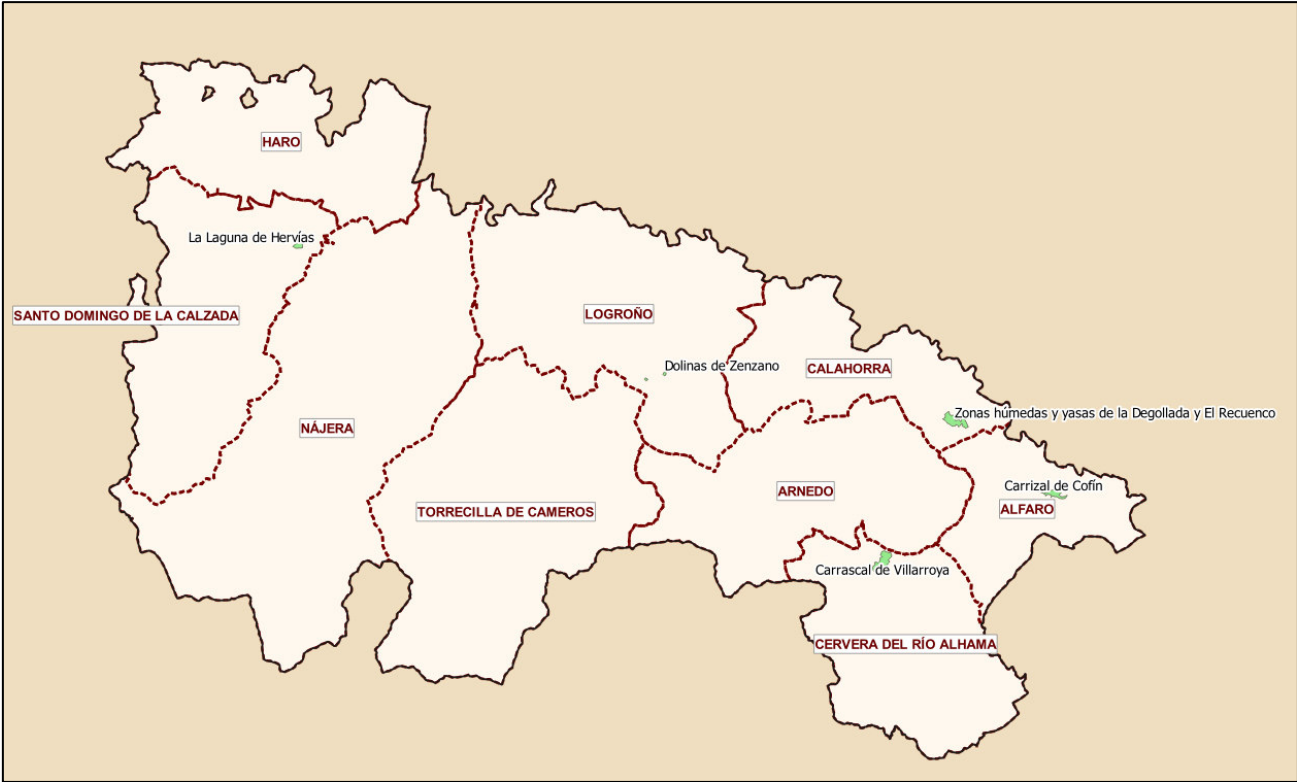 HARO
La Laguna de Hervías
SANTO DOMINGO DE LA CALZADA
LOGROÑO
Dolinas de Zenzano
CALAHORRA
Zonas húmedas y yasas de la Degollada y El Recuenco
NÁJERA
Carrizal de Cofín
ARNEDO
ALFARO
TORRECILLA DE CAMEROS
Carrascal de Villarroya
CERVERA DEL RÍO ALHAMA